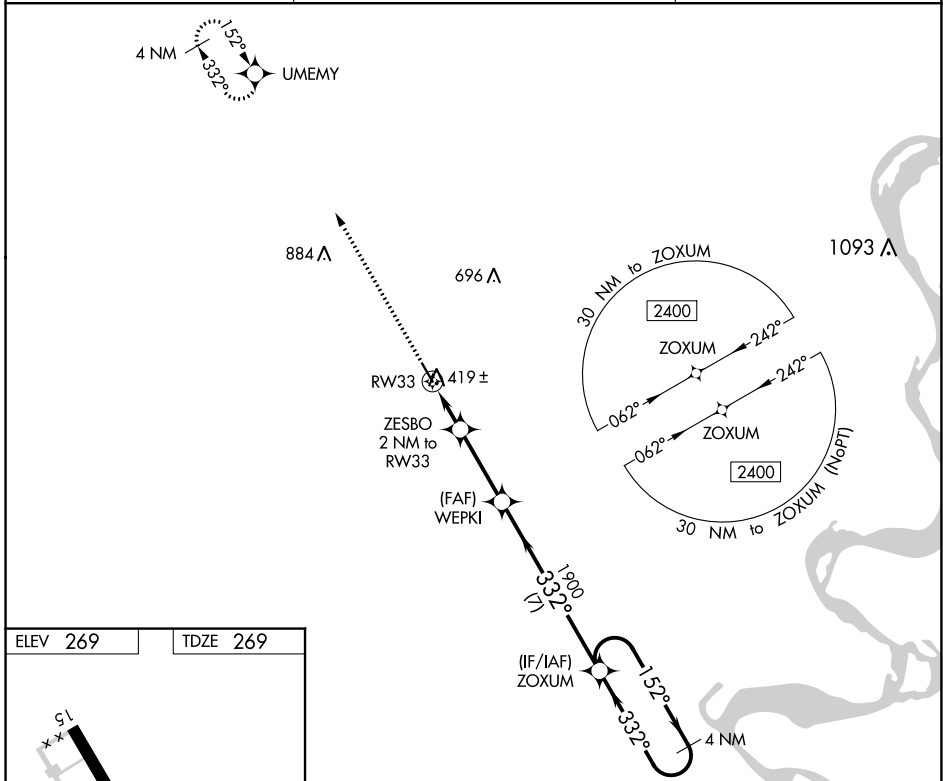 152°
4 NM
332°
UMEMY
884
696
1093
30 NM to ZOXUM
2400
ZOXUM
242°
062°
RW33
419 ±
242°
062°
ZOXUM
2400
30 NM to ZOXUM (NoPT)
ZESBO
2 NM to
RW33
(FAF)
WEPKI
1900
332°
(7)
ELEV 269
TDZE 269
(IF/IAF)
ZOXUM
152°
332°
4 NM
15